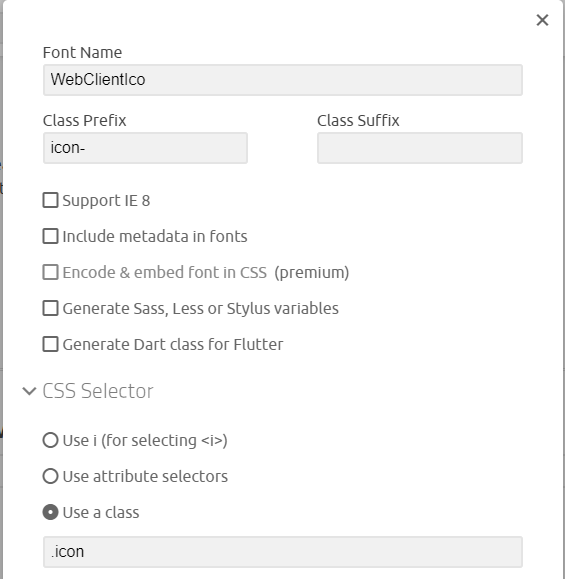 Font Name
WebClientIco
Class Prefix
Class Suffix
icon-
Support IE 8
Include metadata in fonts
Encode & embed font in CSS (premium)
Generate Sass, Less or Stylus variables
Generate Dart class for Flutter
CSS Selector
Use i (for selecting <i>)
Use attribute selectors
Use a class
.icon